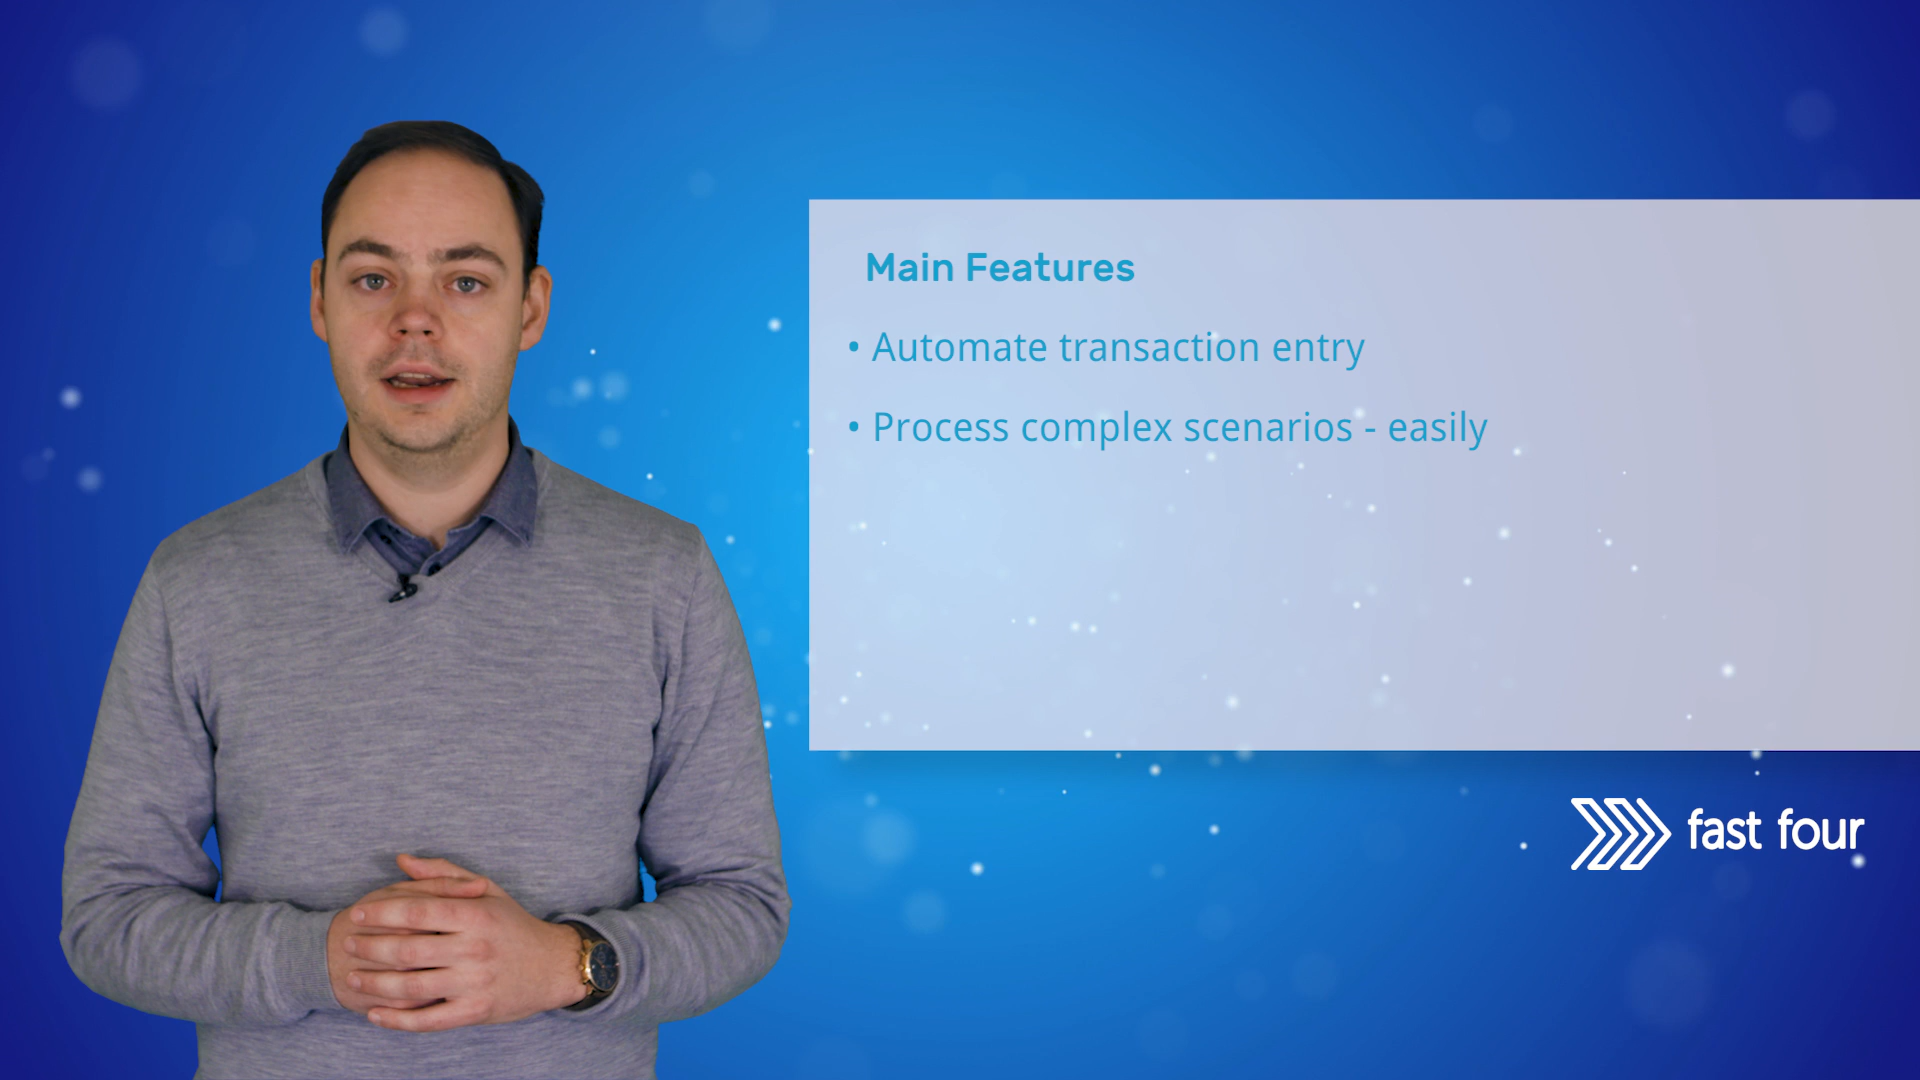 Main Features
• Automate transaction entry
• Process complex scenarios - easily
fast four